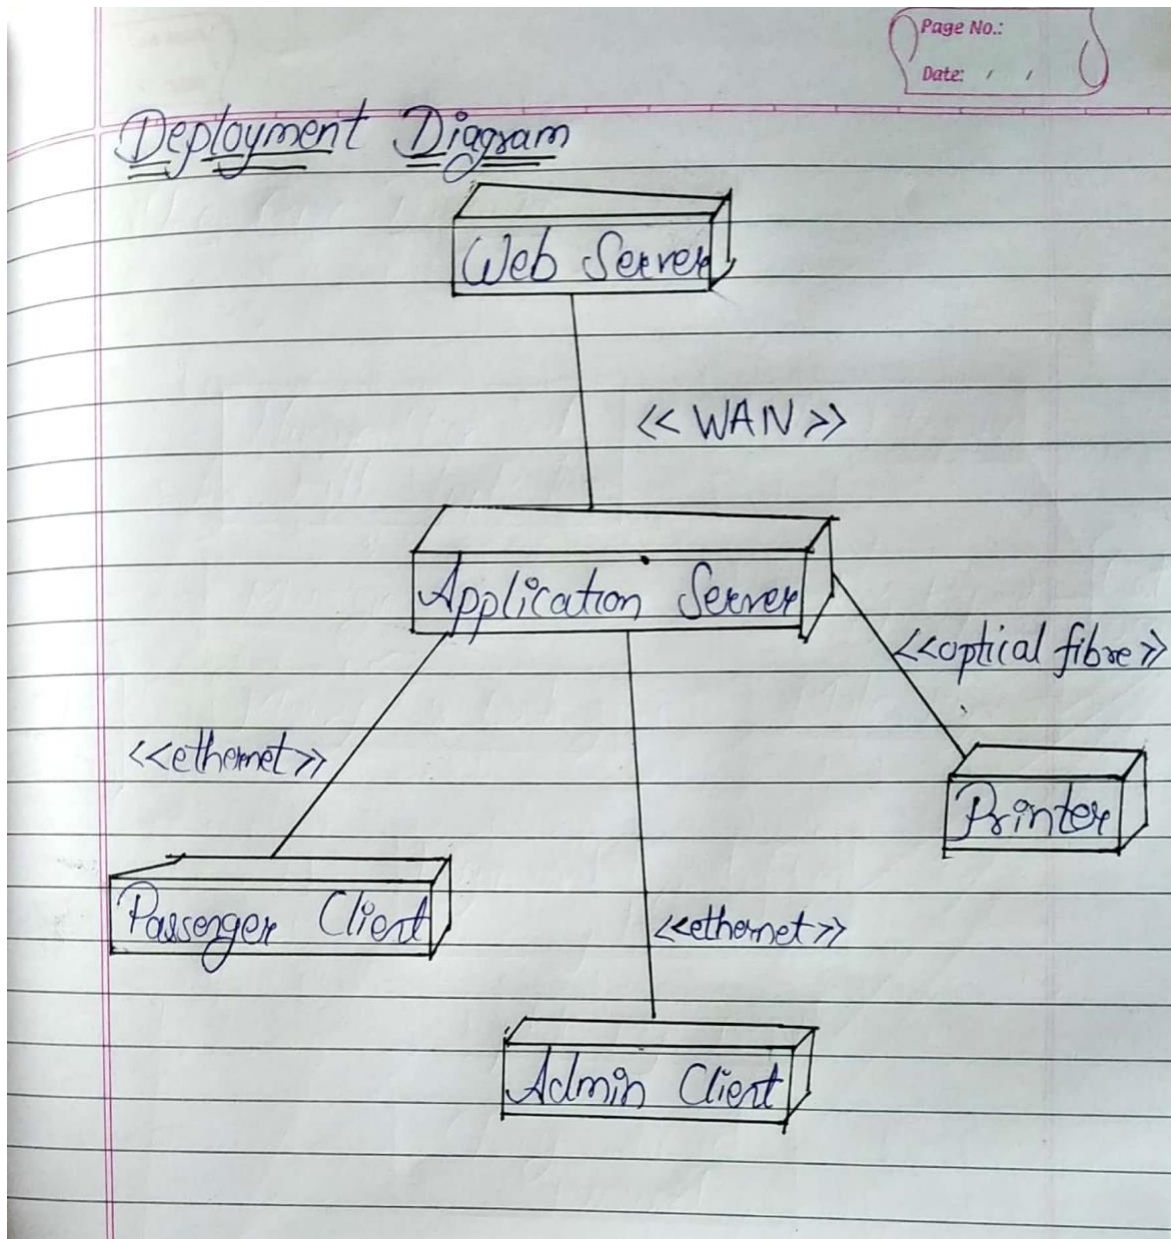 Page No.:
Date: / /
Deployment Diagram
Web Server
<< WAN >>
Application Server
<<optical fibre>>
<<ethernet>>
Printer
Passenger Client
<<ethernet>>
Admin Client